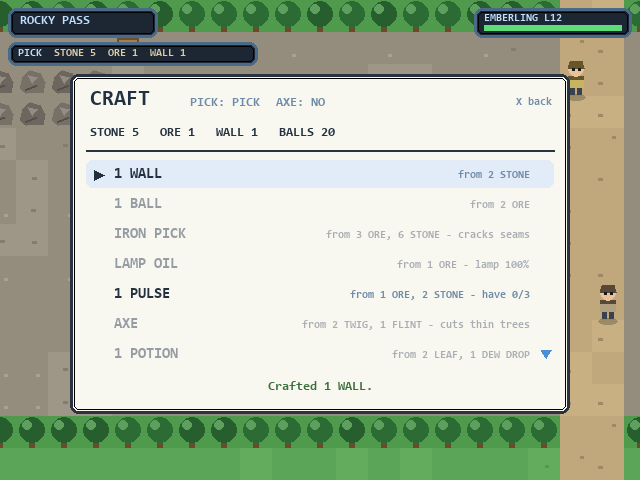 ROCKY PASS
EMBERLING L12
PICK STONE 5 ORE 1 WALL 1
CRAFT
PICK: PICK AXE: NO
X back
STONE 5 ORE 1 WALL 1 BALLS 20
1 WALL from 2 STONE
1 BALL from 2 ORE
IRON PICK from 3 ORE, 6 STONE - cracks seams
LAMP OIL from 1 ORE - lamp 100%
1 PULSE from 1 ORE, 2 STONE - have 0/3
AXE from 2 TWIG, 1 FLINT - cuts thin trees
1 POTION from 2 LEAF, 1 DEW DROP
Crafted 1 WALL.